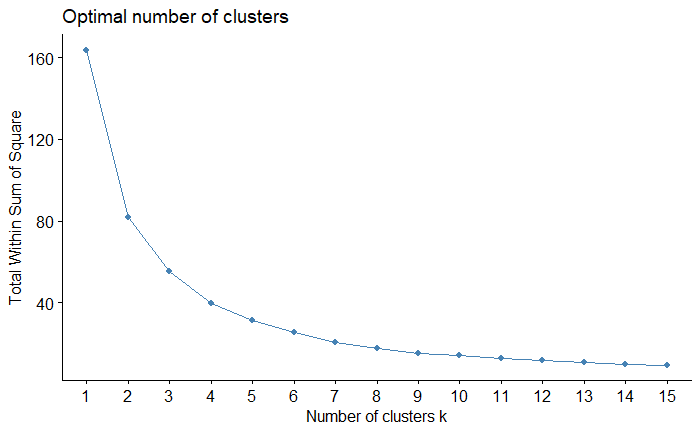 Optimal number of clusters
Total Within Sum of Square
160
120
80
40
1 2 3 4 5 6 7 8 9 10 11 12 13 14 15
Number of clusters k